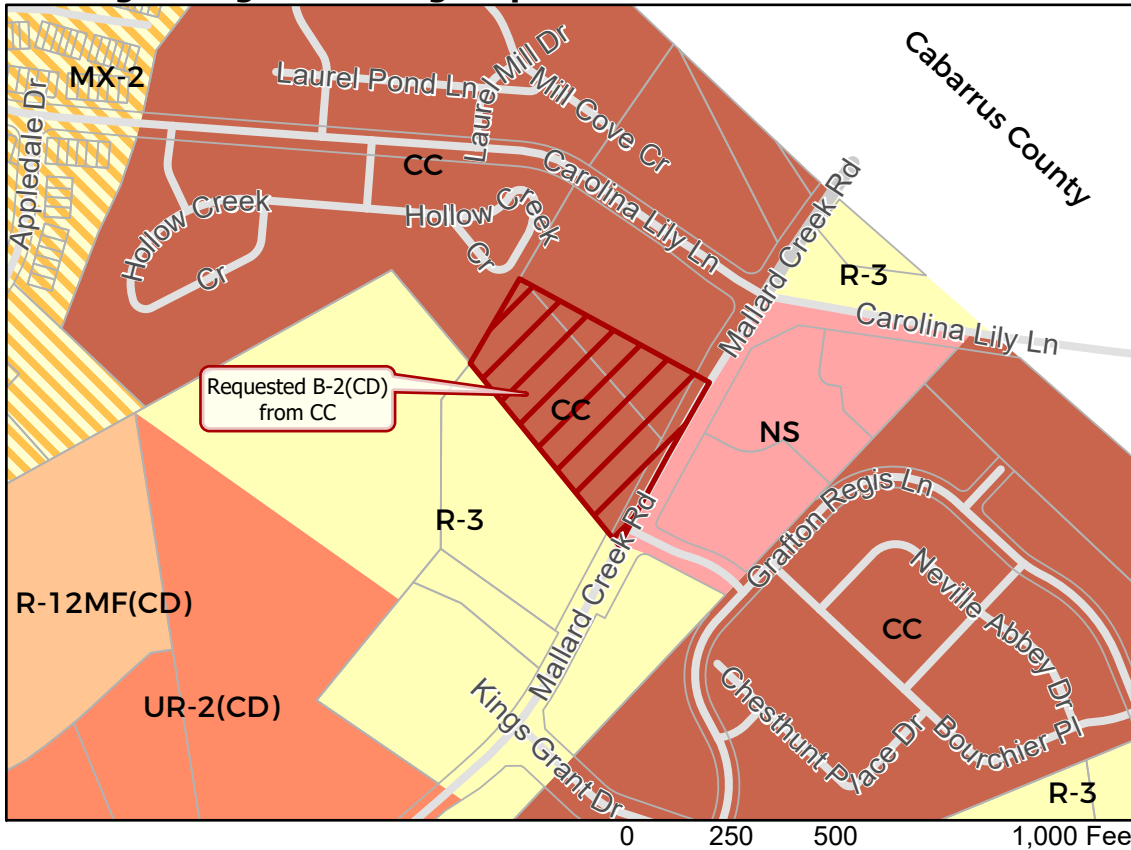 MX-2
Appledale Dr
Laurel Pond Ln
Laurel Mill Dr
Mill Cove Cr
Cabarrus County
CC
Carolina Lily Ln
Hollow Creek
Cr
Hollow Creek
Cr
Mallard Creek Rd
R-3
Carolina Lily Ln
Requested B-2(CD)
from CC
CC
NS
R-3
Mallard Creek Rd
Grafton Regis Ln
Neville Abbey Dr
R-12MF(CD)
CC
UR-2(CD)
Kings Grant Dr
Chesthunt Place Dr
Bourchier Pl
R-3
0 250 500 1,000 Fee